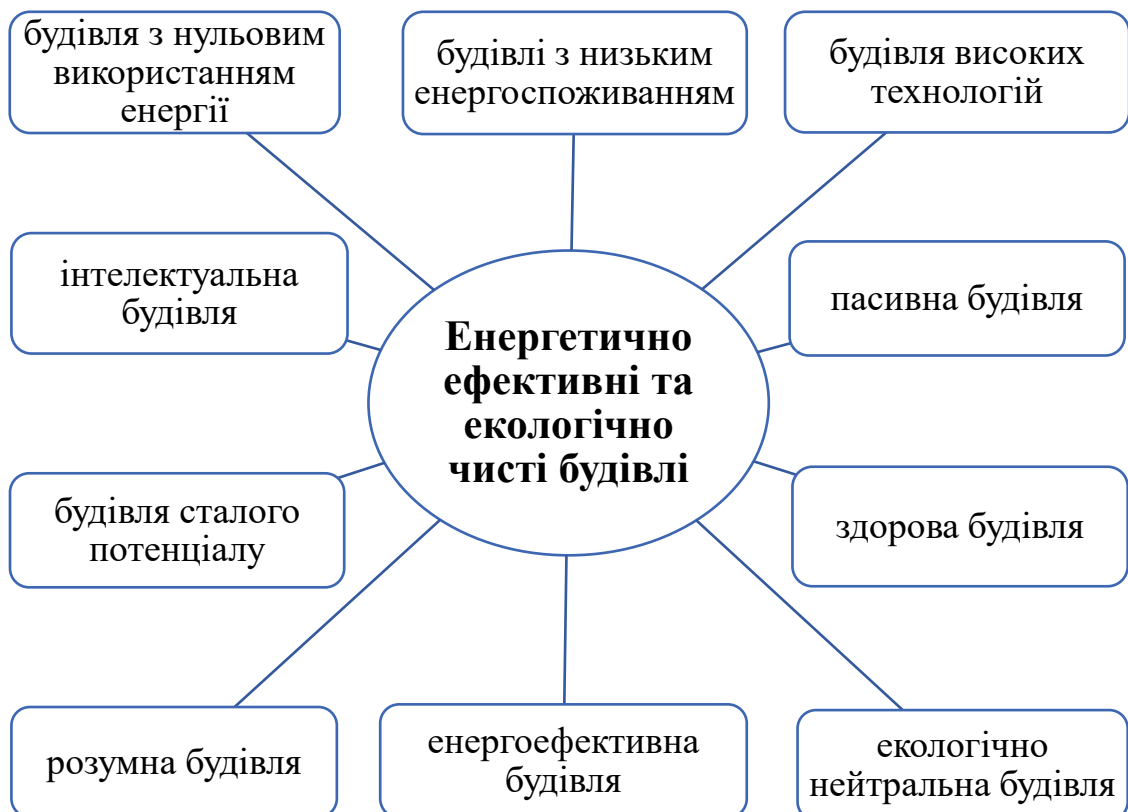 будівля з нульовим
використанням
енергії
будівлі з низьким
енергоспоживанням
будівля високих
технологій
інтелектуальна
будівля
Енергетично
ефективні та
екологічно
чисті будівлі
пасивна будівля
будівля сталого
потенціалу
здорова будівля
розумна будівля
енергоефективна
будівля
екологічно
нейтральна будівля